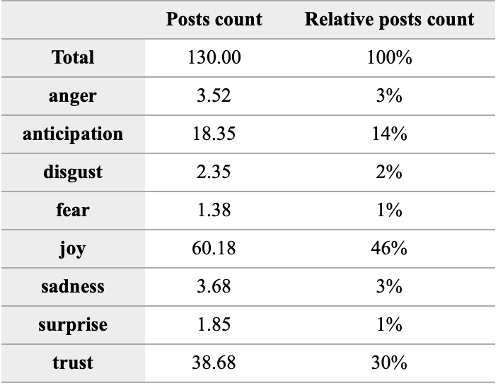 Posts count Relative posts count
Total 130.00 100%
anger 3.52 3%
anticipation 18.35 14%
disgust 2.35 2%
fear 1.38 1%
joy 60.18 46%
sadness 3.68 3%
surprise 1.85 1%
trust 38.68 30%